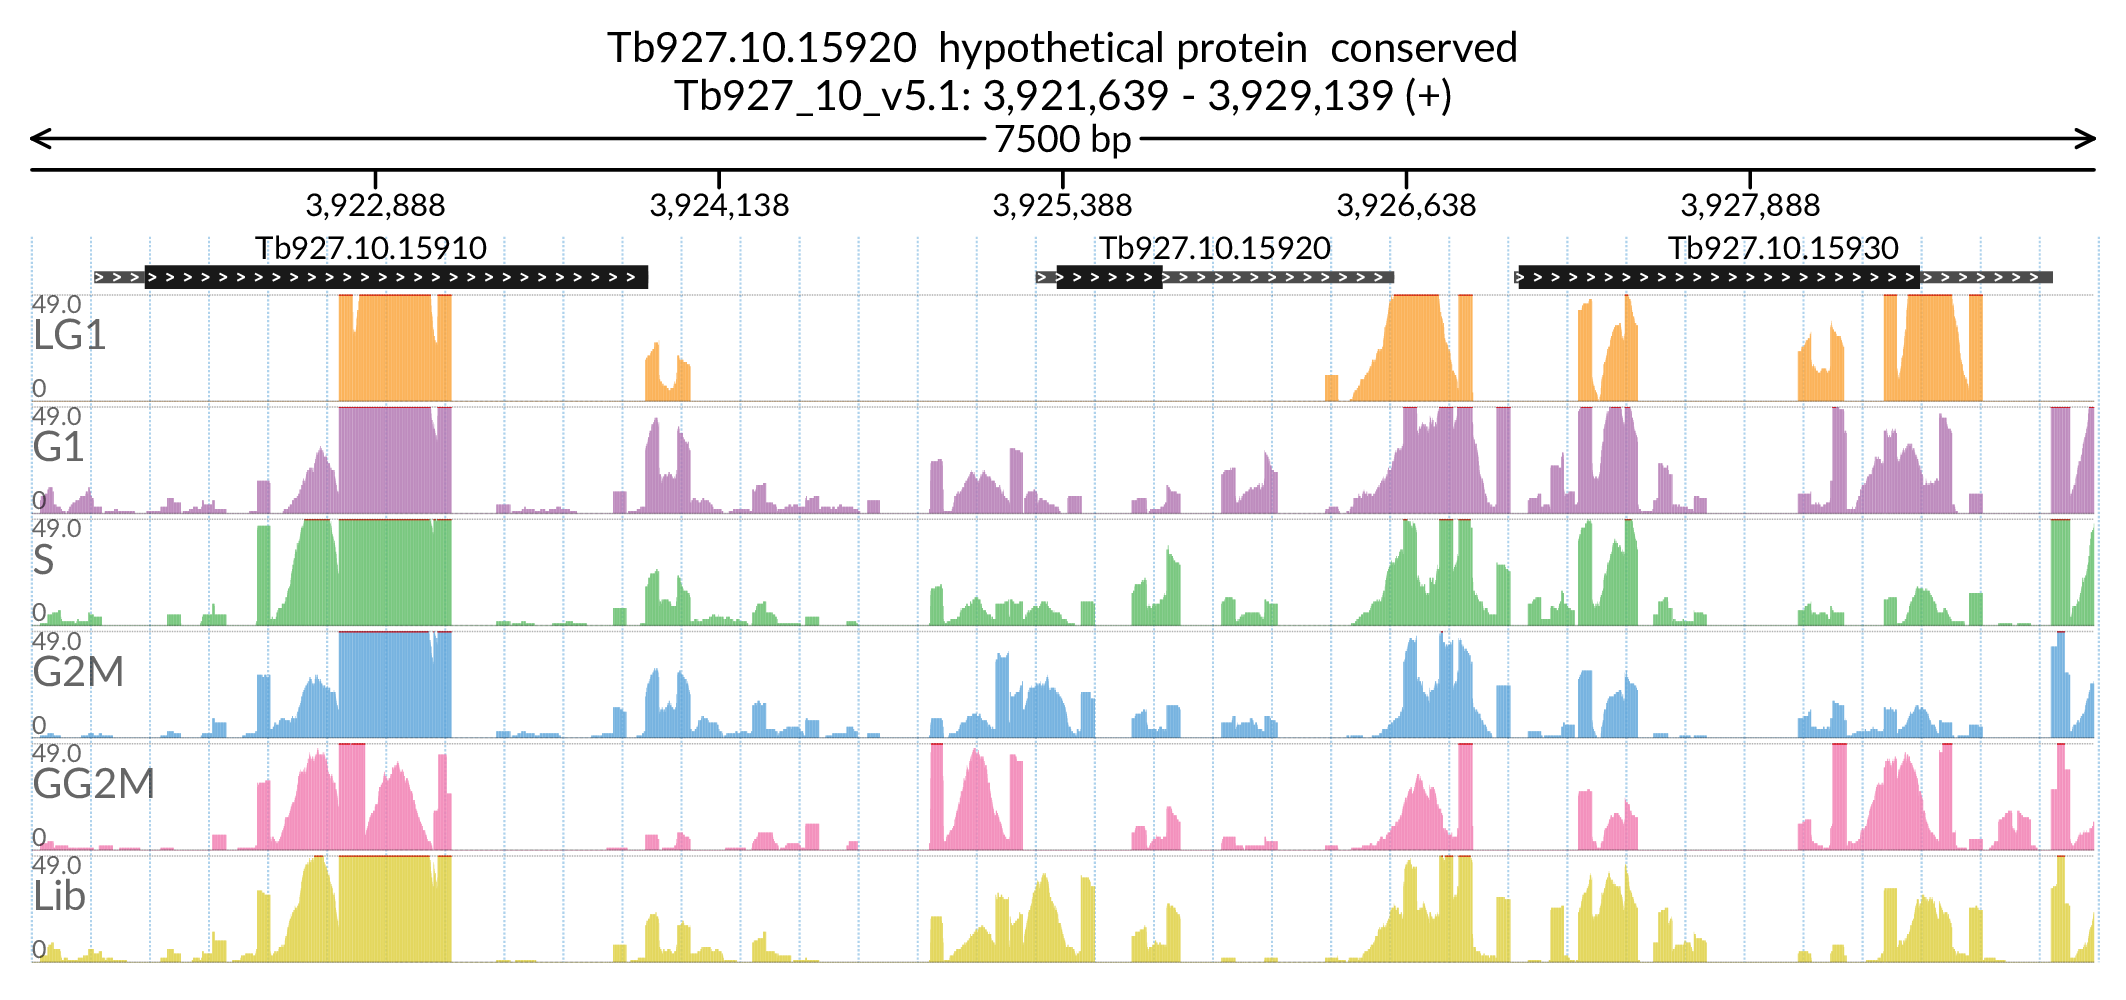 Tb927.10.15920 hypothetical protein conserved
Tb927_10_v5.1: 3,921,639 - 3,929,139 (+)
7500 bp
3,922,888 3,924,138 3,925,388 3,926,638 3,927,888
Tb927.10.15910 Tb927.10.15920 Tb927.10.15930
49.0
LG1
0
49.0
G1
0
49.0
S
0
49.0
G2M
0
49.0
GG2M
0
49.0
Lib
0